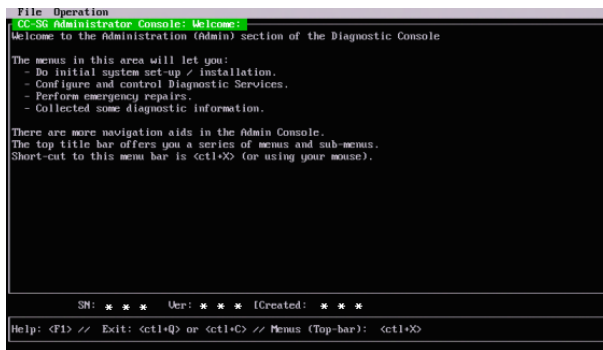 File Operation
CC-SG Administrator Console: Welcome:
Welcome to the Administration (Admin) section of the Diagnostic Console
The menus in this area will let you:
- Do initial system set-up / installation.
- Configure and control Diagnostic Services.
- Perform emergency repairs.
- Collected some diagnostic information.
There are more navigation aids in the Admin Console.
The top title bar offers you a series of menus and sub-menus.
Short-cut to this menu bar is <ctl+X> (or using your mouse).
SN: * * * Ver: * * * [Created: * * *
Help: <F1> // Exit: <ctl+Q> or <ctl+C> // Menus (Top-bar): <ctl+X>